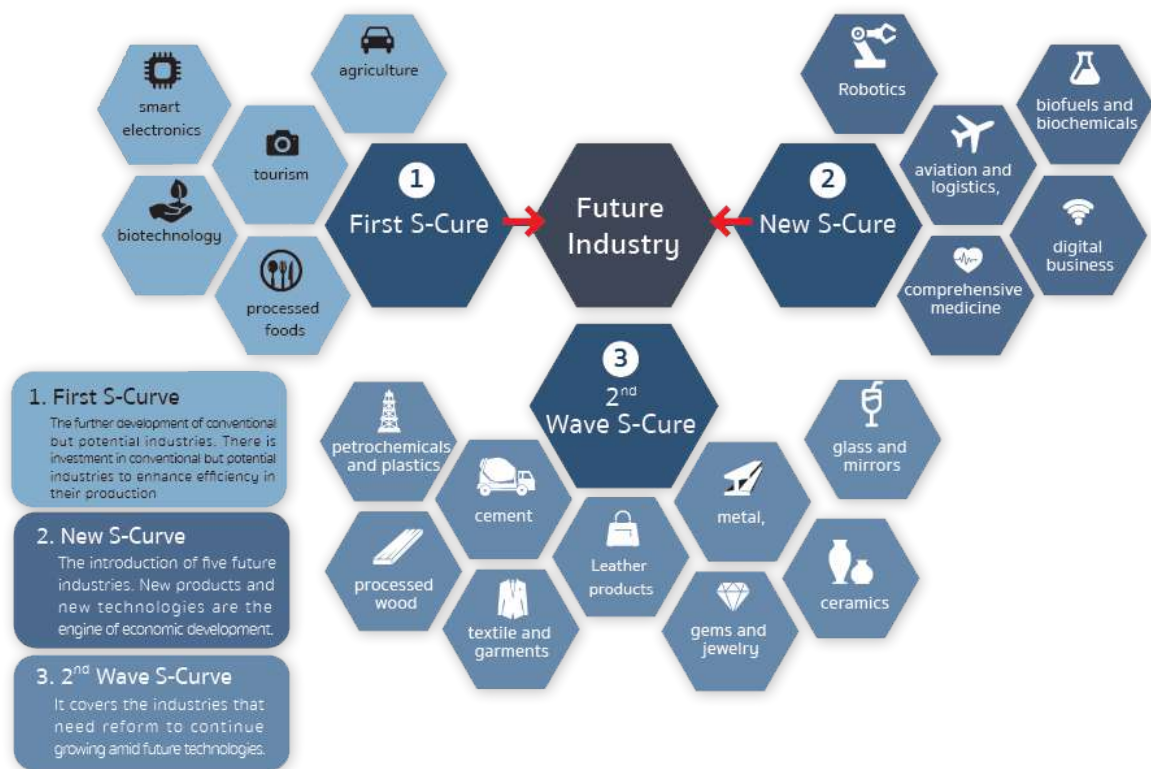 agriculture
smart
electronics
tourism
biotechnology
processed
foods
1
First S-Cure
Future
Industry
2
New S-Cure
Robotics
biofuels and
biochemicals
aviation and
logistics,
digital
business
comprehensive
medicine
3
2nd
Wave S-Cure
petrochemicals
and plastics
cement
processed
wood
textile and
garments
Leather
products
metal,
gems and
jewelry
glass and
mirrors
ceramics
1. First S-Curve
The further development of conventional
but potential industries. There is
investment in conventional but potential
industries to enhance efficiency in
their production
2. New S-Curve
The introduction of five future
industries. New products and
new technologies are the
engine of economic development.
3. 2nd Wave S-Curve
It covers the industries that
need reform to continue
growing amid future technologies.